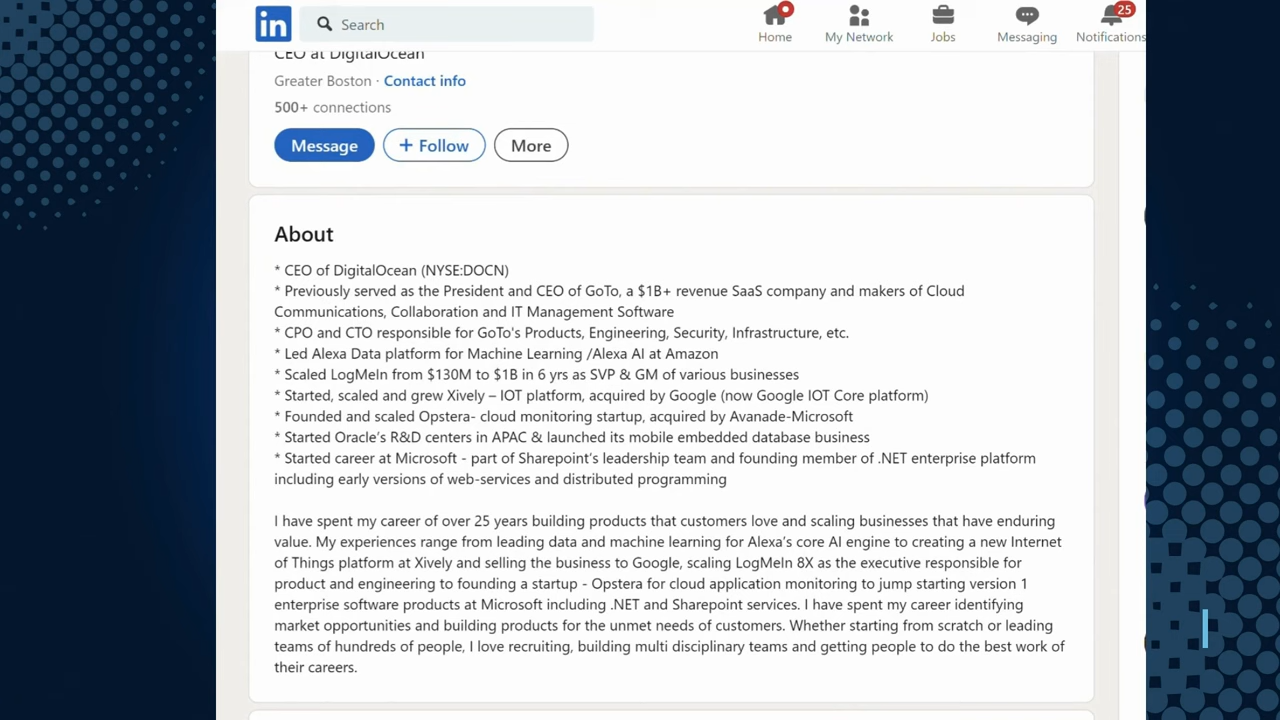 in
Search
Home
My Network
Jobs
Messaging
25
Notifications
CEO at DigitalOcean
Greater Boston · Contact info
500+ connections
Message
+ Follow
More
About
* CEO of DigitalOcean (NYSE:DOCN)
* Previously served as the President and CEO of GoTo, a $1B+ revenue SaaS company and makers of Cloud
Communications, Collaboration and IT Management Software
* CPO and CTO responsible for GoTo's Products, Engineering, Security, Infrastructure, etc.
* Led Alexa Data platform for Machine Learning /Alexa AI at Amazon
* Scaled LogMeIn from $130M to $1B in 6 yrs as SVP & GM of various businesses
* Started, scaled and grew Xively – IOT platform, acquired by Google (now Google IOT Core platform)
* Founded and scaled Opstera- cloud monitoring startup, acquired by Avanade-Microsoft
* Started Oracle's R&D centers in APAC & launched its mobile embedded database business
* Started career at Microsoft - part of Sharepoint's leadership team and founding member of .NET enterprise platform
including early versions of web-services and distributed programming
I have spent my career of over 25 years building products that customers love and scaling businesses that have enduring
value. My experiences range from leading data and machine learning for Alexa's core AI engine to creating a new Internet
of Things platform at Xively and selling the business to Google, scaling LogMeIn 8X as the executive responsible for
product and engineering to founding a startup - Opstera for cloud application monitoring to jump starting version 1
enterprise software products at Microsoft including .NET and Sharepoint services. I have spent my career identifying
market opportunities and building products for the unmet needs of customers. Whether starting from scratch or leading
teams of hundreds of people, I love recruiting, building multi disciplinary teams and getting people to do the best work of
their careers.